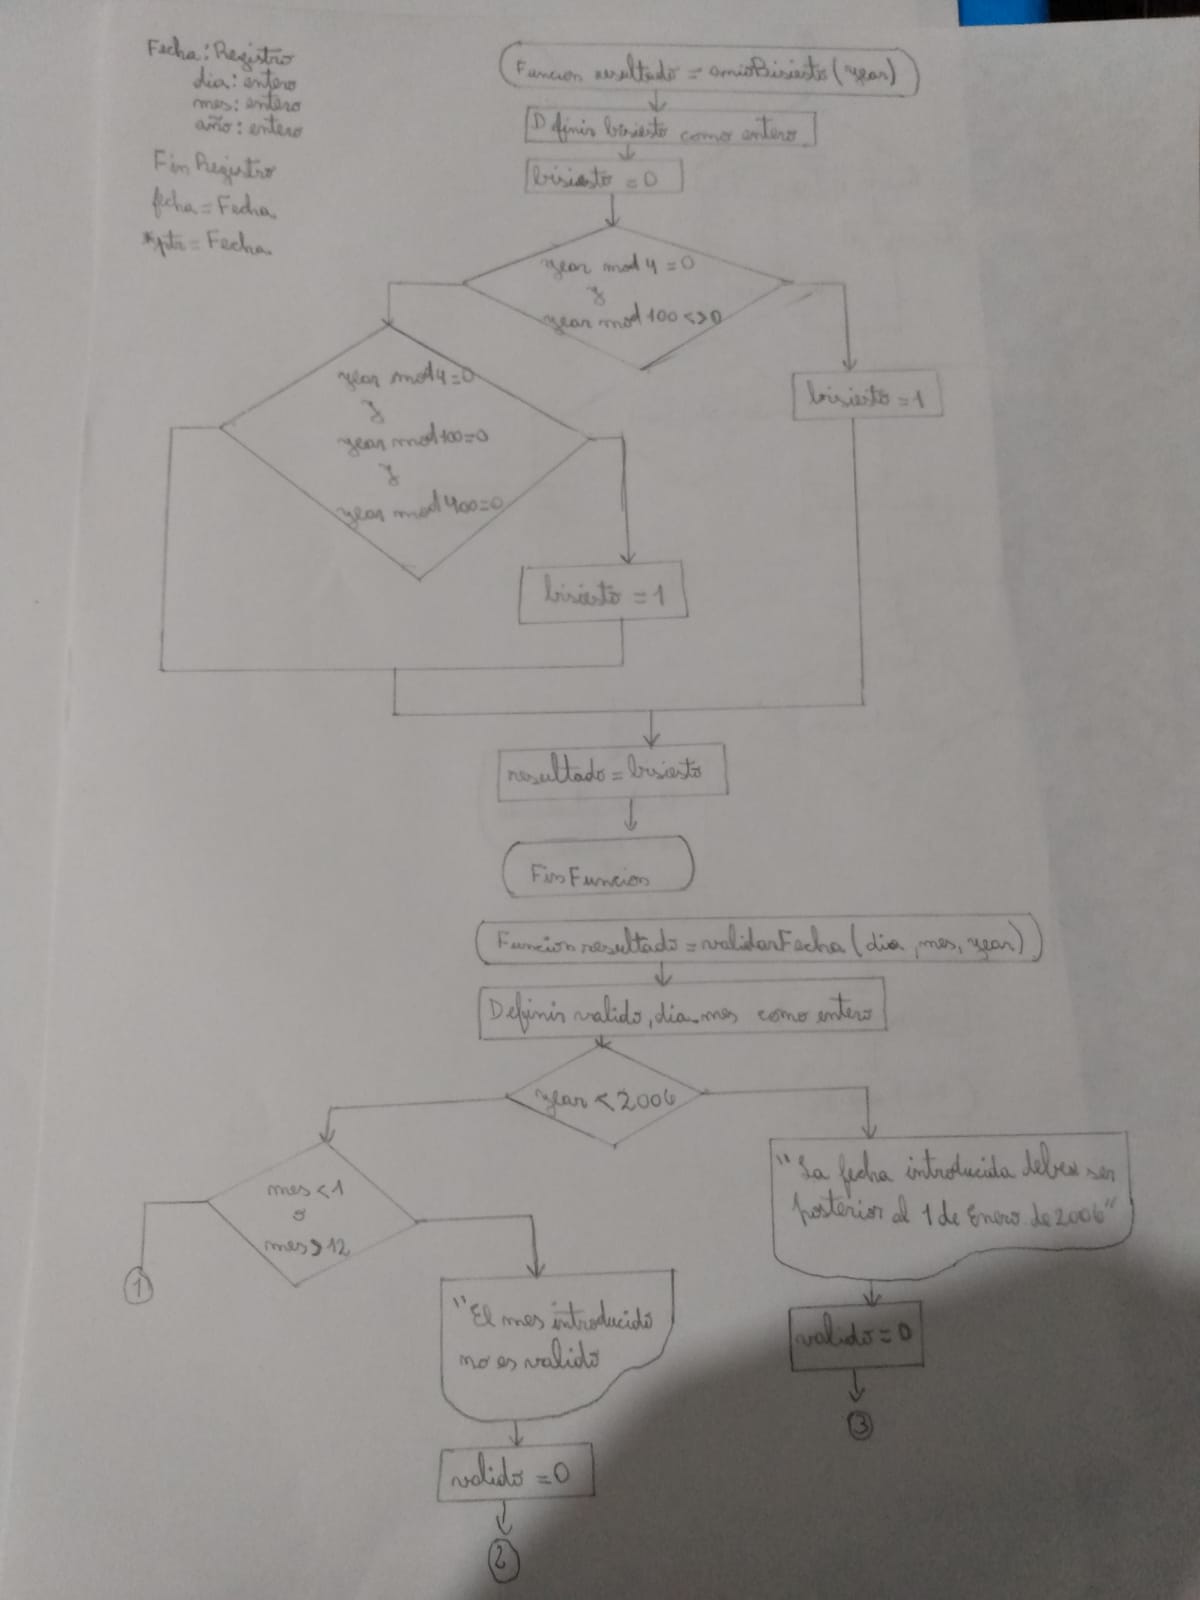 Fecha: Registro
dia: entero
mes: entero
año: entero
Fin Registro
fecha = Fecha
*ptr = Fecha
Funcion resultado = anioBisiesto (year)
Definir bisiesto como entero
bisiesto = 0
year mod 4 = 0
y
year mod 100 <> 0
year mod 4 = 0
y
year mod 100 = 0
y
year mod 400 = 0
bisiesto = 1
bisiesto = 1
resultado = bisiesto
Fin Funcion
Funcion resultado = validarFecha (dia, mes, year)
Definir valido, dia_mes como entero
year < 2006
mes < 1
o
mes > 12
1
"La fecha introducida debes ser
posterior al 1 de Enero de 2006"
"El mes introducido
no es valido
valido = 0
3
valido = 0
2